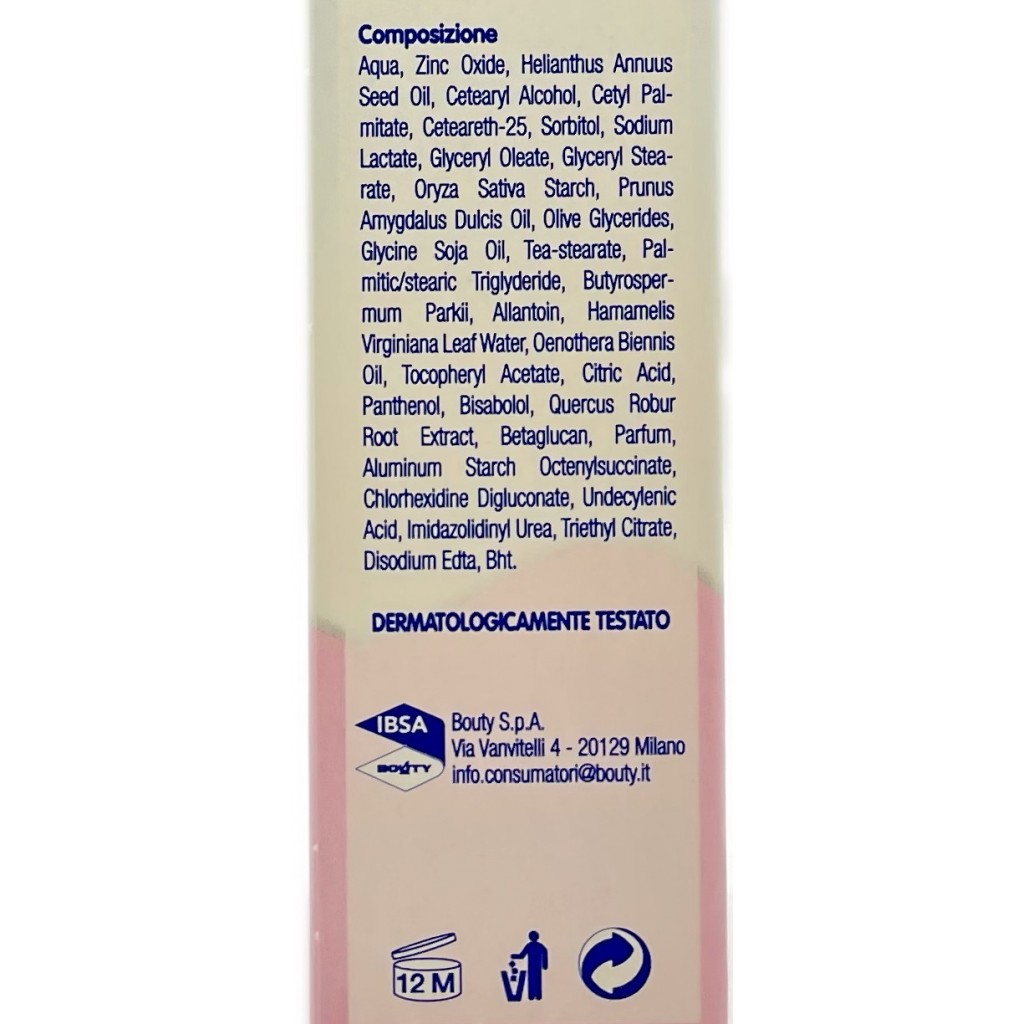 Composizione
Aqua, Zinc Oxide, Helianthus Annuus
Seed Oil, Cetearyl Alcohol, Cetyl Pal-
mitate, Ceteareth-25, Sorbitol, Sodium
Lactate, Glyceryl Oleate, Glyceryl Stea-
rate, Oryza Sativa Starch, Prunus
Amygdalus Dulcis Oil, Olive Glycerides,
Glycine Soja Oil, Tea-stearate, Pal-
mitic/stearic Triglyderide, Butyrosper-
mum Parkii, Allantoin, Hamamelis
Virginiana Leaf Water, Oenothera Biennis
Oil, Tocopheryl Acetate, Citric Acid,
Panthenol, Bisabolol, Quercus Robur
Root Extract, Betaglucan, Parfum,
Aluminum Starch Octenylsuccinate,
Chlorhexidine Digluconate, Undecylenic
Acid, Imidazolidinyl Urea, Triethyl Citrate,
Disodium Edta, Bht.
DERMATOLOGICAMENTE TESTATO
IBSA
BOUTY
Bouty S.p.A.
Via Vanvitelli 4 - 20129 Milano
info.consumatori@bouty.it
12 M